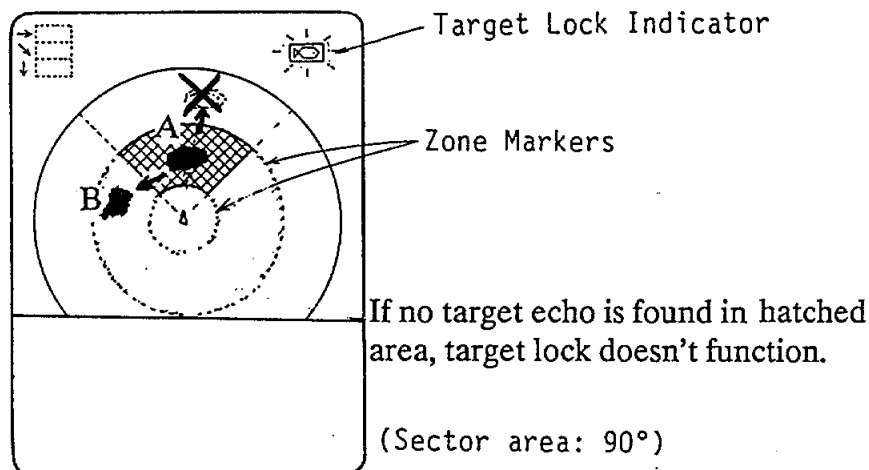 Target Lock Indicator
A
Zone Markers
B
If no target echo is found in hatched
area, target lock doesn't function.
(Sector area: 90°)